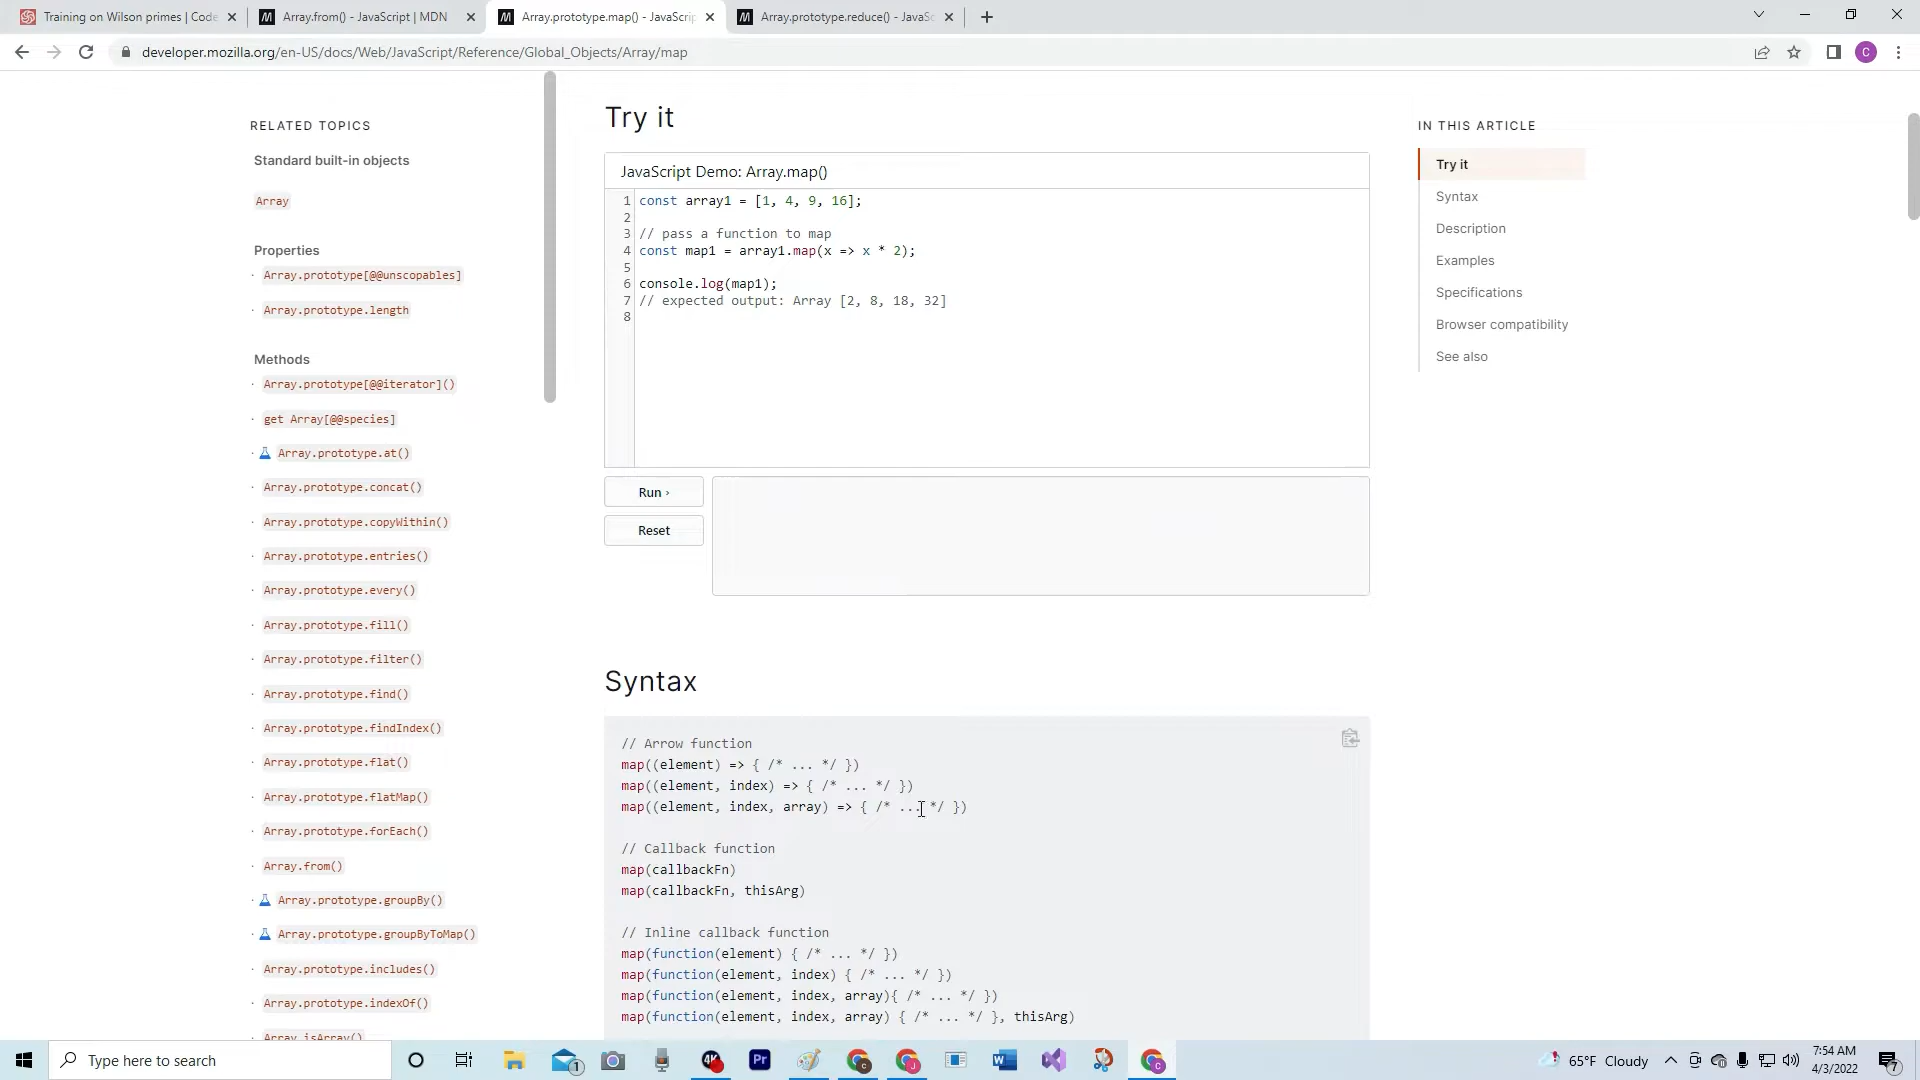 Training on Wilson primes | Code
Array.from() - JavaScript | MDN
Array.prototype.map() - JavaScrip
Array.prototype.reduce() - JavaSc
developer.mozilla.org/en-US/docs/Web/JavaScript/Reference/Global_Objects/Array/map
C
RELATED TOPICS
Standard built-in objects
Array
Properties
Array.prototype[@@unscopables]
Array.prototype.length
Methods
Array.prototype[@@iterator]()
get Array[@@species]
Array.prototype.at()
Array.prototype.concat()
Array.prototype.copyWithin()
Array.prototype.entries()
Array.prototype.every()
Array.prototype.fill()
Array.prototype.filter()
Array.prototype.find()
Array.prototype.findIndex()
Array.prototype.flat()
Array.prototype.flatMap()
Array.prototype.forEach()
Array.from()
Array.prototype.groupBy()
Array.prototype.groupByToMap()
Array.prototype.includes()
Array.prototype.indexOf()
Array.isArray()
Try it
JavaScript Demo: Array.map()
1 const array1 = [1, 4, 9, 16];
2
3 // pass a function to map
4 const map1 = array1.map(x => x * 2);
5
6 console.log(map1);
7 // expected output: Array [2, 8, 18, 32]
8
Run ›
Reset
Syntax
// Arrow function
map((element) => { /* ... */ })
map((element, index) => { /* ... */ })
map((element, index, array) => { /* ... */ })
// Callback function
map(callbackFn)
map(callbackFn, thisArg)
// Inline callback function
map(function(element) { /* ... */ })
map(function(element, index) { /* ... */ })
map(function(element, index, array){ /* ... */ })
map(function(element, index, array) { /* ... */ }, thisArg)
IN THIS ARTICLE
Try it
Syntax
Description
Examples
Specifications
Browser compatibility
See also
Type here to search
1
4K
Pr
65°F Cloudy
7:54 AM
4/3/2022
7